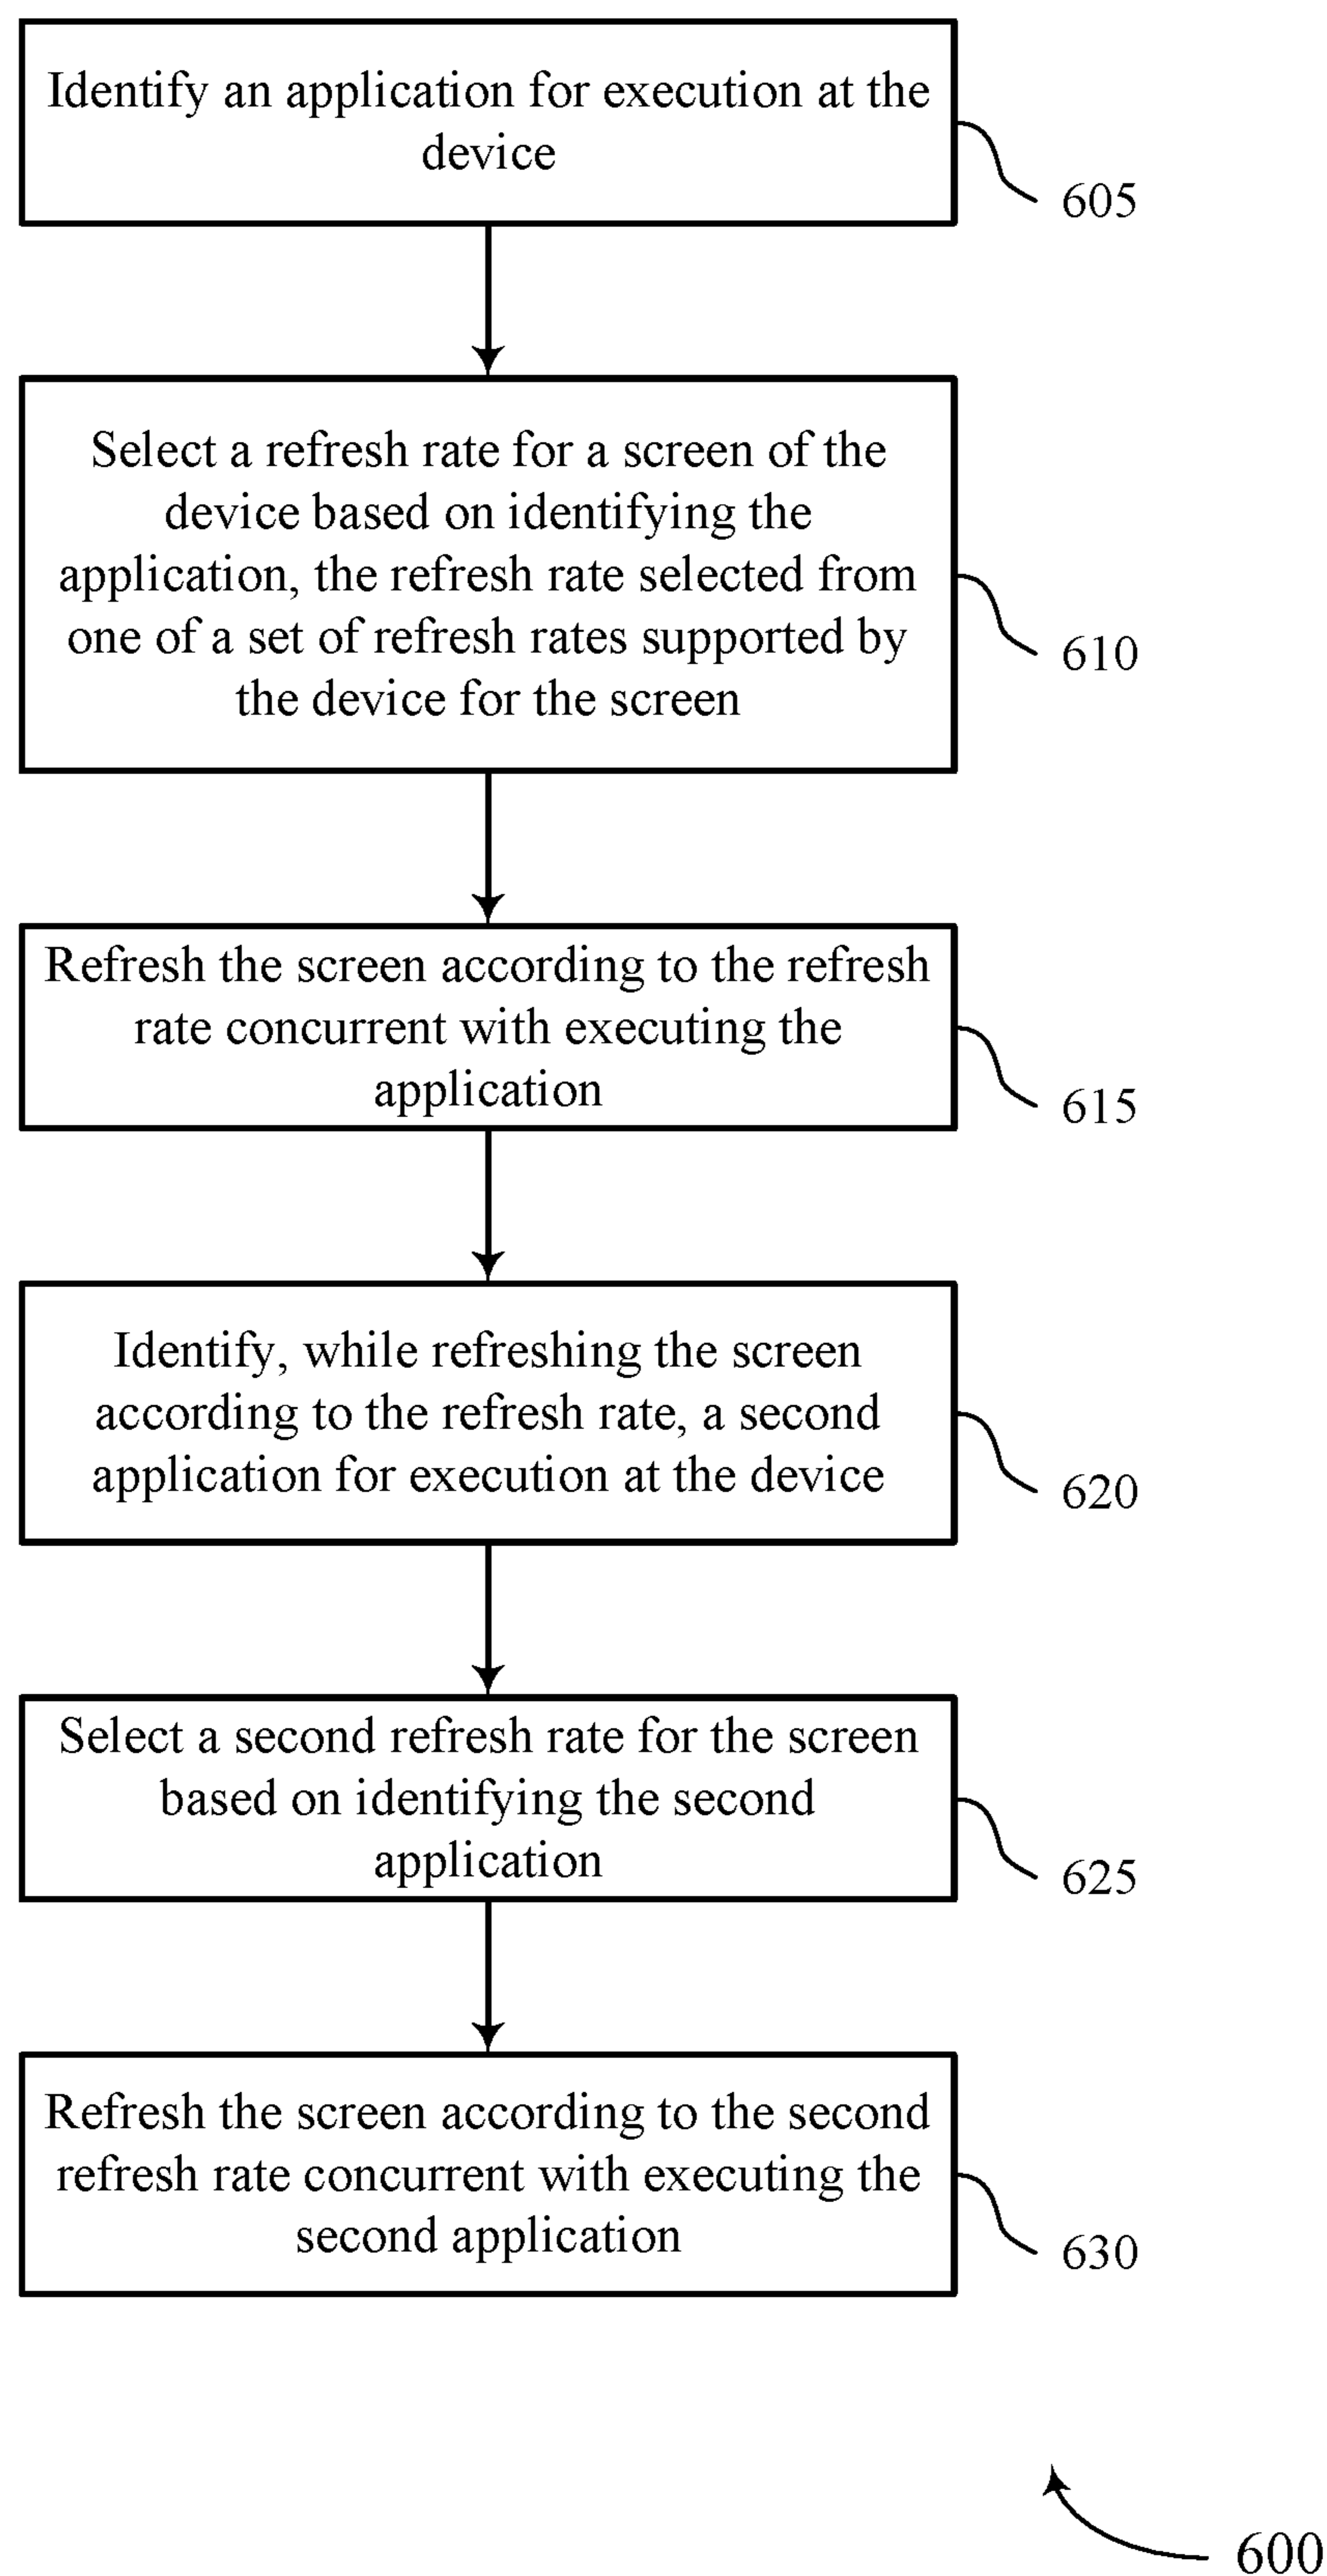 Identify an application for execution at the
device
605
Select a refresh rate for a screen of the
device based on identifying the
application, the refresh rate selected from
one of a set of refresh rates supported by
the device for the screen
610
Refresh the screen according to the refresh
rate concurrent with executing the
application
615
Identify, while refreshing the screen
according to the refresh rate, a second
application for execution at the device
620
Select a second refresh rate for the screen
based on identifying the second
application
625
Refresh the screen according to the second
refresh rate concurrent with executing the
second application
630
600